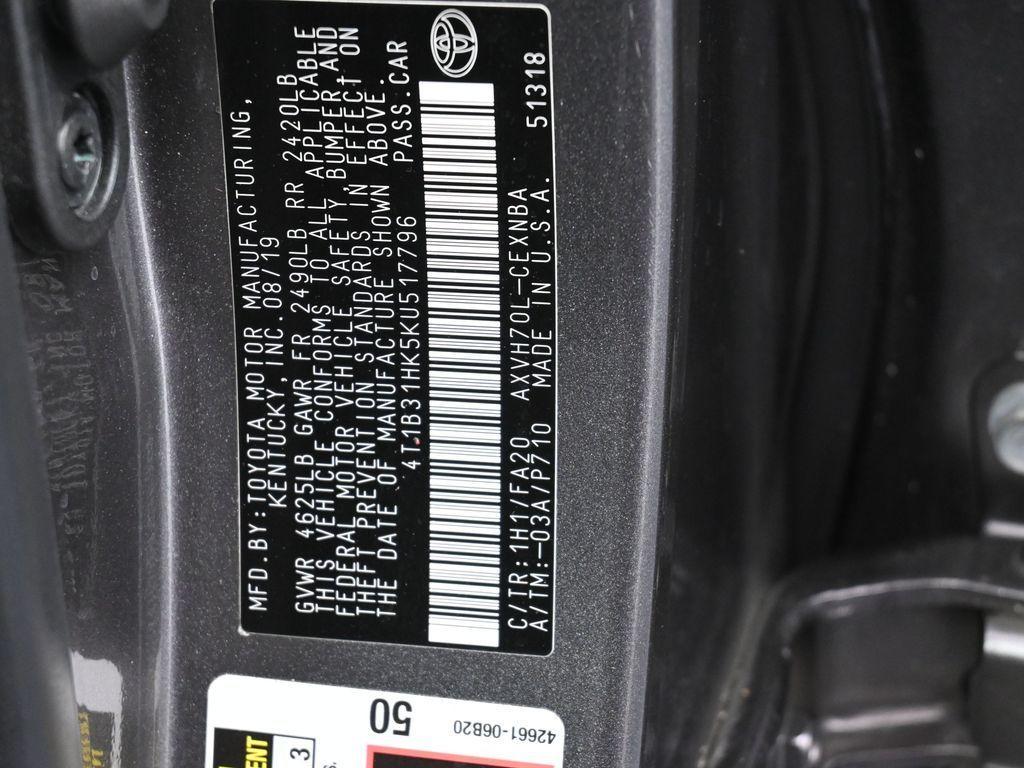 MFD.BY:TOYOTA MOTOR MANUFACTURING,
KENTUCKY, INC. 08/19
GVWR 4625LB GAWR FR 2490LB RR 2420LB
THIS VEHICLE CONFORMS TO ALL APPLICABLE
FEDERAL MOTOR VEHICLE SAFETY, BUMPER, AND
THEFT PREVENTION STANDARDS IN EFFECT ON
THE DATE OF MANUFACTURE SHOWN ABOVE.
4T1B31HK5KU517796 PASS.CAR
C/TR:1H17FA20 AXVH70L-CEXNBA
A/TM:-03A/P710 MADE IN U.S.A. 51318
50
42661-06B20
3